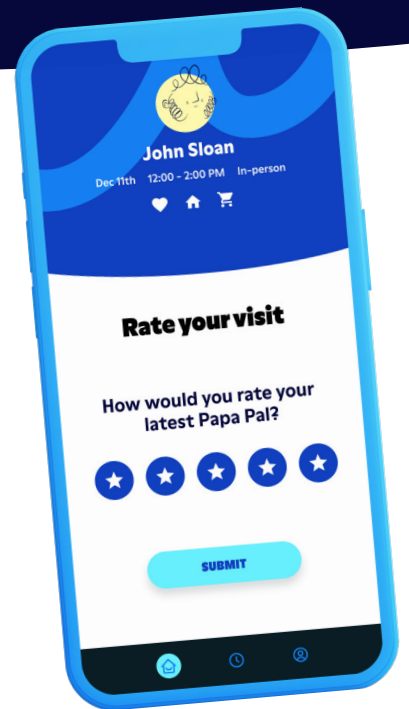 John Sloan
Dec 11th 12:00 - 2:00 PM In-person
Rate your visit
How would you rate your
latest Papa Pal?
SUBMIT